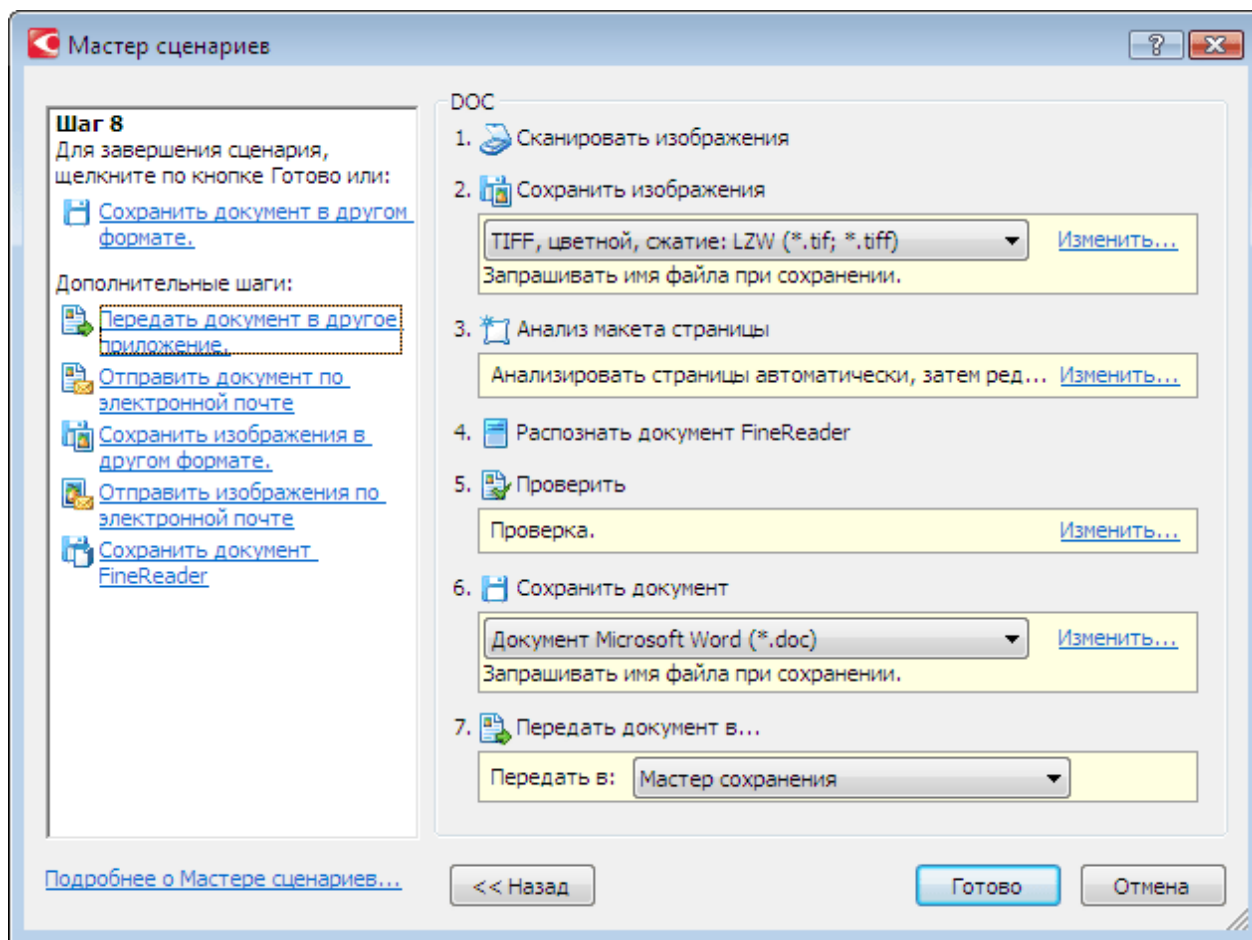 Мастер сценариев
Шаг 8
Для завершения сценария,
щелкните по кнопке Готово или:
Сохранить документ в другом
формате.
Дополнительные шаги:
Передать документ в другое
приложение.
Отправить документ по
электронной почте
Сохранить изображения в
другом формате.
Отправить изображения по
электронной почте
Сохранить документ
FineReader
Подробнее о Мастере сценариев...
DOC
1. Сканировать изображения
2. Сохранить изображения
TIFF, цветной, сжатие: LZW (*.tif; *.tiff) Изменить...
Запрашивать имя файла при сохранении.
3. Анализ макета страницы
Анализировать страницы автоматически, затем ред... Изменить...
4. Распознать документ FineReader
5. Проверить
Проверка. Изменить...
6. Сохранить документ
Документ Microsoft Word (*.doc) Изменить...
Запрашивать имя файла при сохранении.
7. Передать документ в...
Передать в: Мастер сохранения
<< Назад Готово Отмена